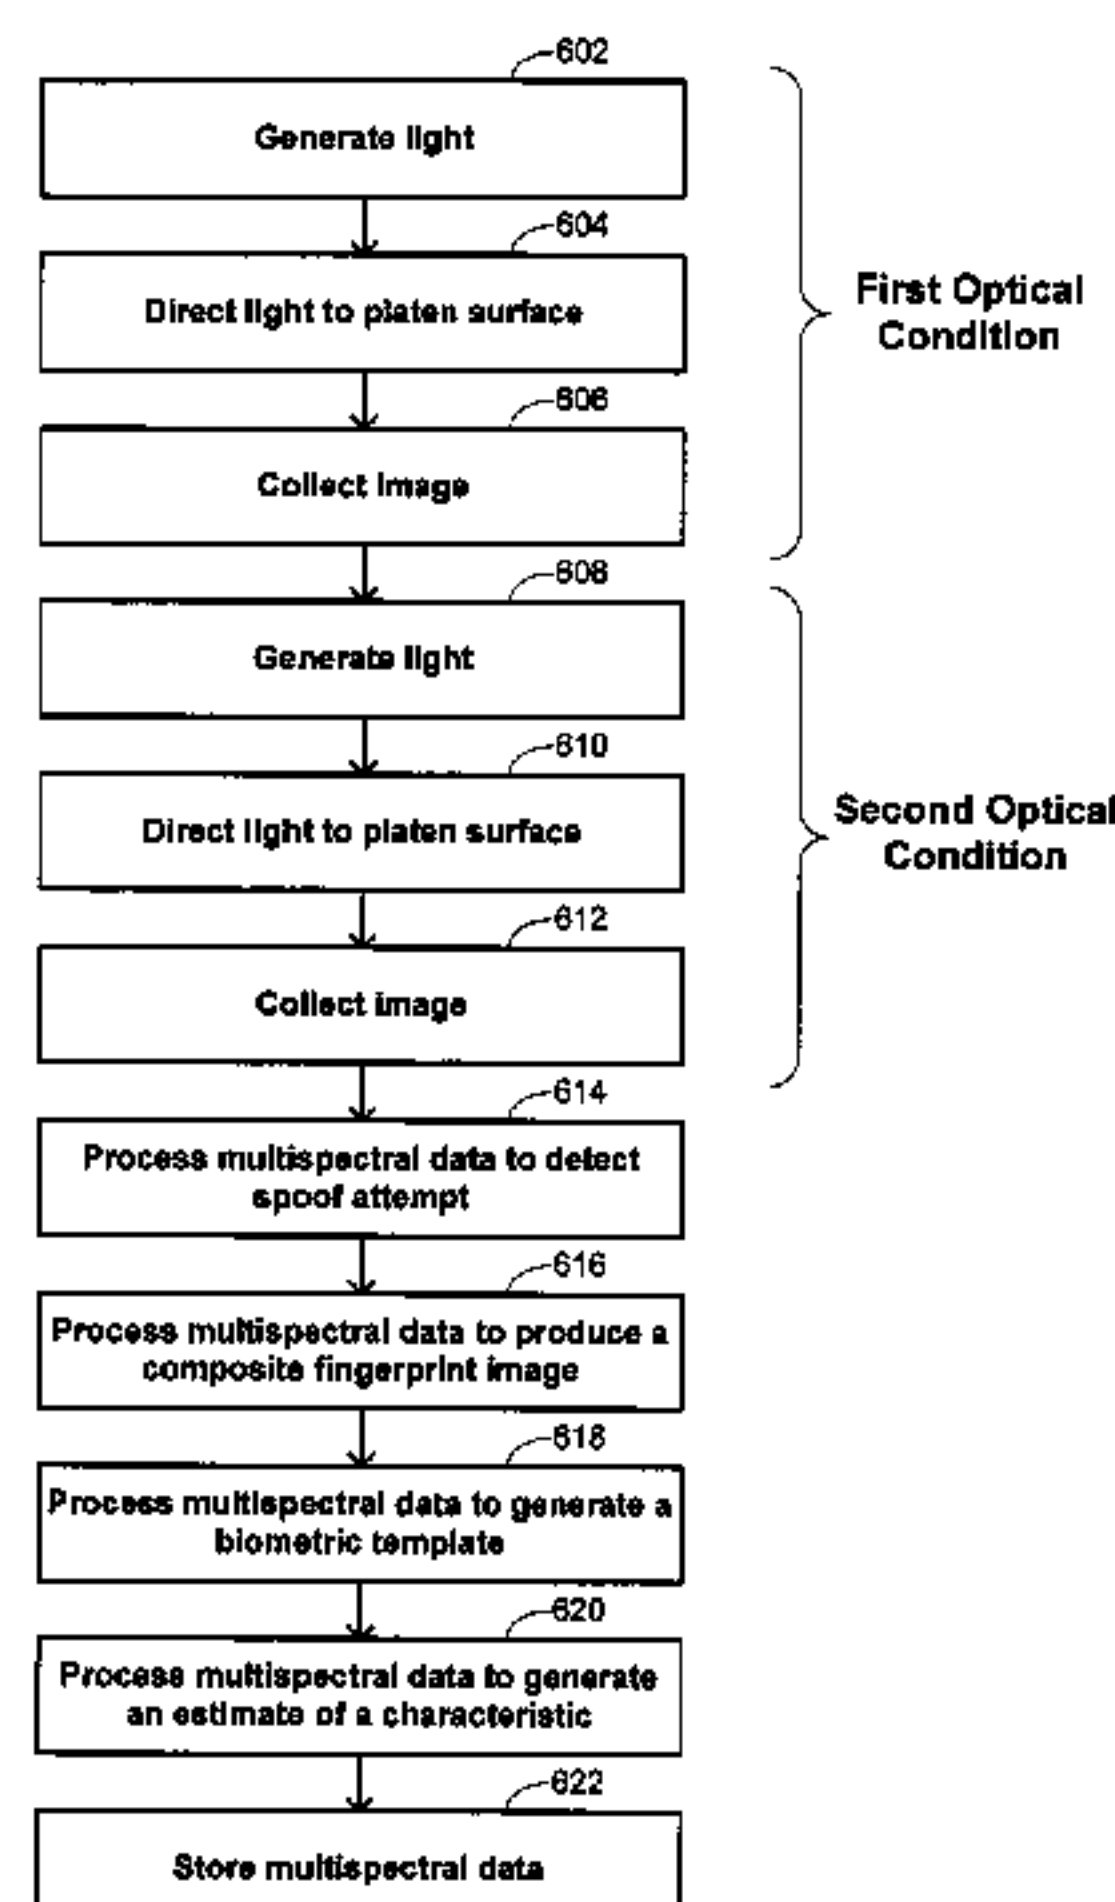 602
Generate light
604
Direct light to platen surface
606
Collect image
608
Generate light
610
Direct light to platen surface
612
Collect image
614
Process multispectral data to detect
spoof attempt
616
Process multispectral data to produce a
composite fingerprint image
618
Process multispectral data to generate a
biometric template
620
Process multispectral data to generate
an estimate of a characteristic
622
Store multispectral data
First Optical
Condition
Second Optical
Condition